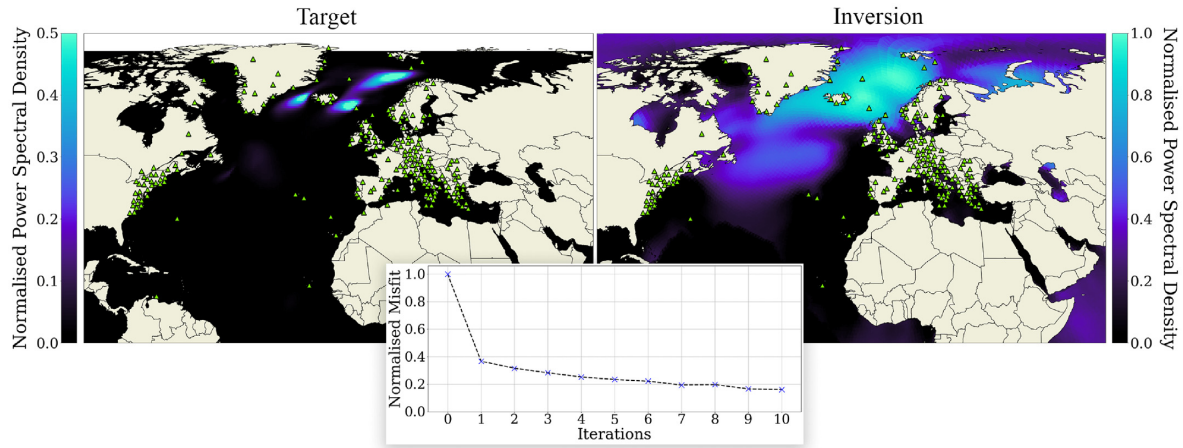 Target
Inversion
Normalised Power Spectral Density
0.5
0.4
0.3
0.2
0.1
0.0
1.0
0.8
0.6
0.4
0.2
0.0
Normalised Power Spectral Density
Normalised Misfit
1.0
0.8
0.6
0.4
0.2
0.0
0 1 2 3 4 5 6 7 8 9 10
Iterations